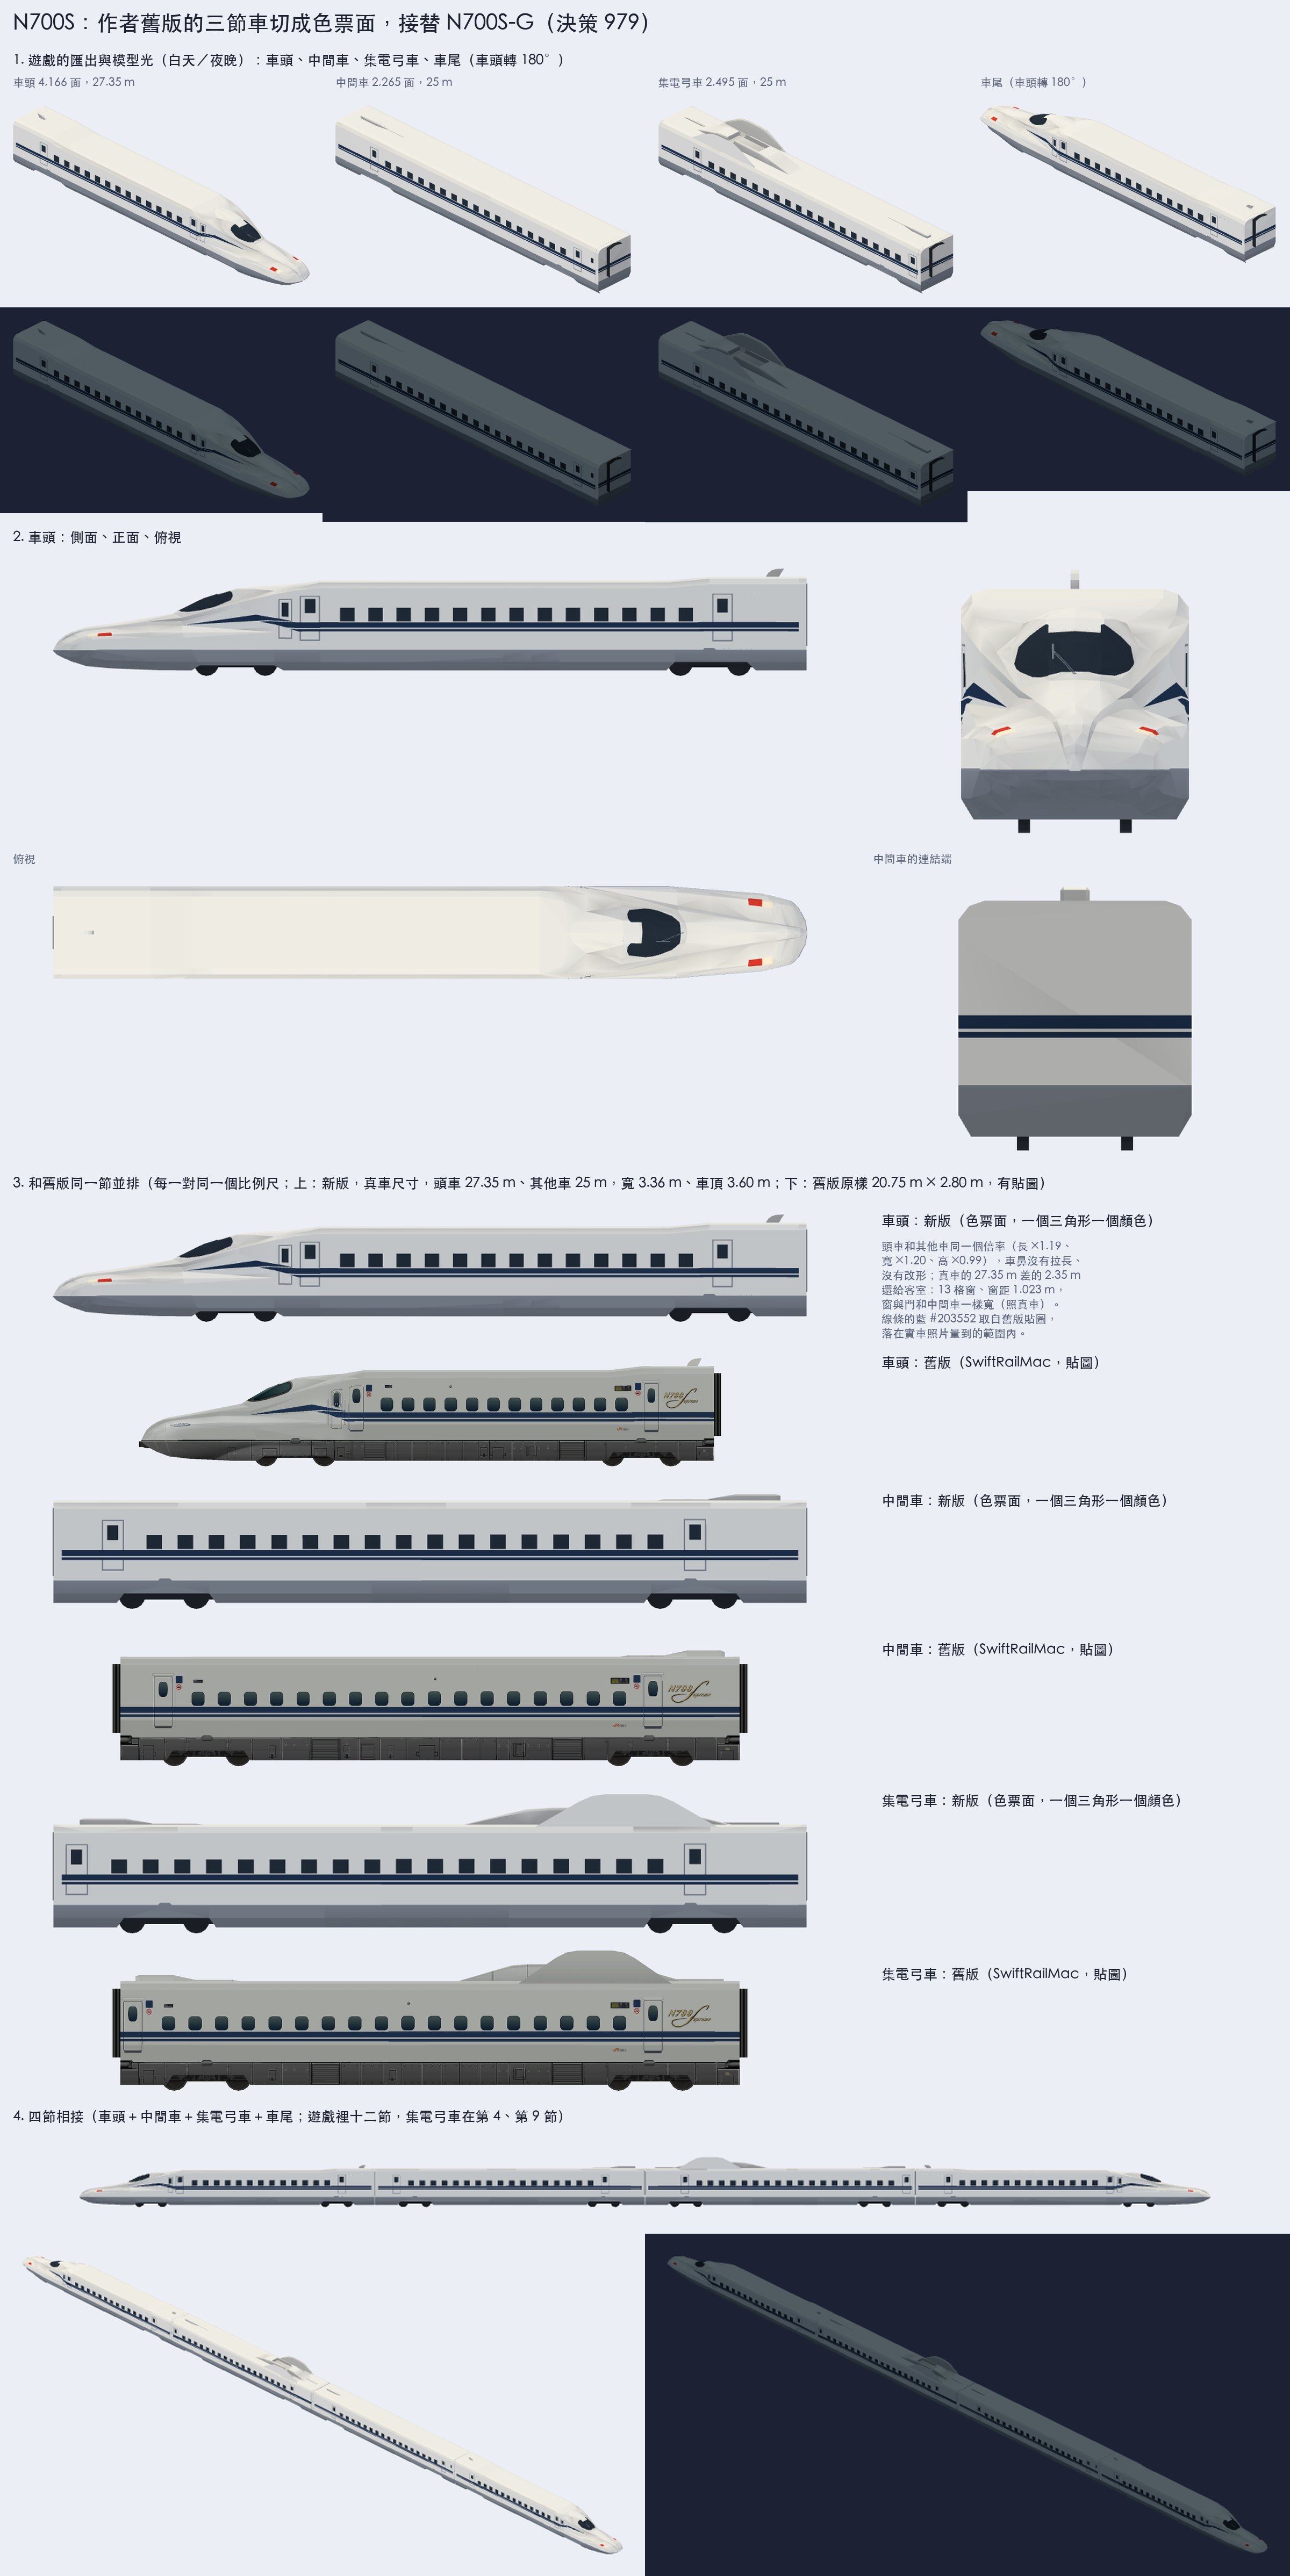 N700S：作者舊版的三節車切成色票面，接替 N700S-G（決策 979）
1. 遊戲的匯出與模型光（白天／夜晚）：車頭、中間車、集電弓車、車尾（車頭轉 180°）
車頭 4,166 面，27.35 m
中間車 2,265 面，25 m
集電弓車 2,495 面，25 m
車尾（車頭轉 180°）
2. 車頭：側面、正面、俯視
俯視
中間車的連結端
3. 和舊版同一節並排（每一對同一個比例尺；上：新版，真車尺寸，頭車 27.35 m、其他車 25 m，寬 3.36 m、車頂 3.60 m；下：舊版原樣 20.75 m × 2.80 m，有貼圖）
車頭：新版（色票面，一個三角形一個顏色）
頭車和其他車同一個倍率（長 ×1.19、
寬 ×1.20、高 ×0.99），車鼻沒有拉長、
沒有改形；真車的 27.35 m 差的 2.35 m
還給客室：13 格窗、窗距 1.023 m，
窗與門和中間車一樣寬（照真車）。
線條的藍 #203552 取自舊版貼圖，
落在實車照片量到的範圍內。
車頭：舊版（SwiftRailMac，貼圖）
N700S
中間車：新版（色票面，一個三角形一個顏色）
中間車：舊版（SwiftRailMac，貼圖）
N700S
集電弓車：新版（色票面，一個三角形一個顏色）
集電弓車：舊版（SwiftRailMac，貼圖）
N700S
4. 四節相接（車頭＋中間車＋集電弓車＋車尾；遊戲裡十二節，集電弓車在第 4、第 9 節）